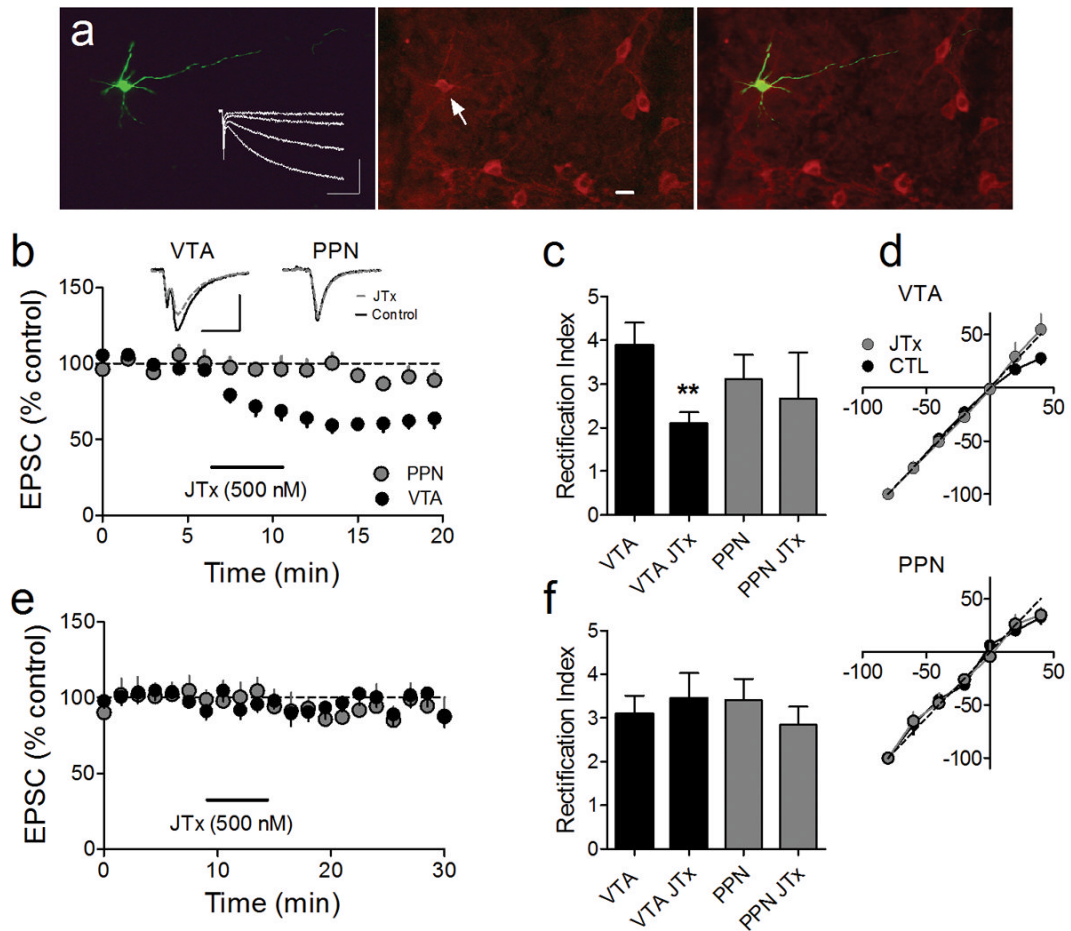 a
b
VTA
PPN
JTx
Control
150
100
50
0
EPSC (% control)
PPN
VTA
JTx (500 nM)
0
5
10
15
20
Time (min)
c
5
4
3
2
1
0
Rectification Index
**
VTA
VTA JTx
PPN
PPN JTx
d
VTA
JTx
CTL
50
-100
-50
50
-50
-100
PPN
50
-100
-50
50
-50
-100
e
150
100
50
0
EPSC (% control)
JTx (500 nM)
0
10
20
30
Time (min)
f
5
4
3
2
1
0
Rectification Index
VTA
VTA JTx
PPN
PPN JTx